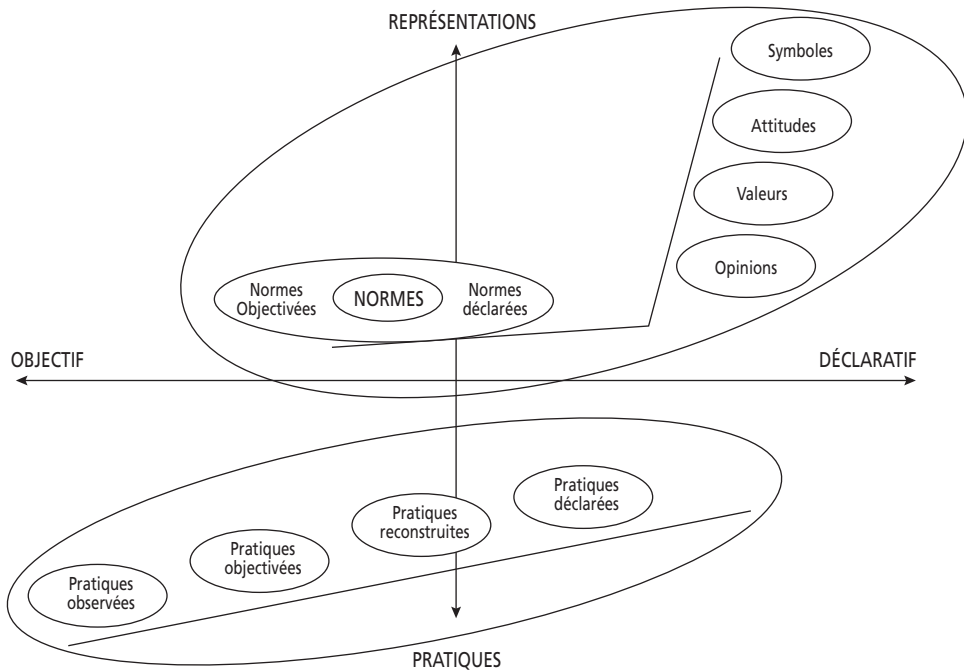 REPRÉSENTATIONS
Symboles
Attitudes
Valeurs
Opinions
Normes
Objectivées
NORMES
Normes
déclarées
OBJECTIF
DÉCLARATIF
Pratiques
déclarées
Pratiques
reconstruites
Pratiques
objectivées
Pratiques
observées
PRATIQUES